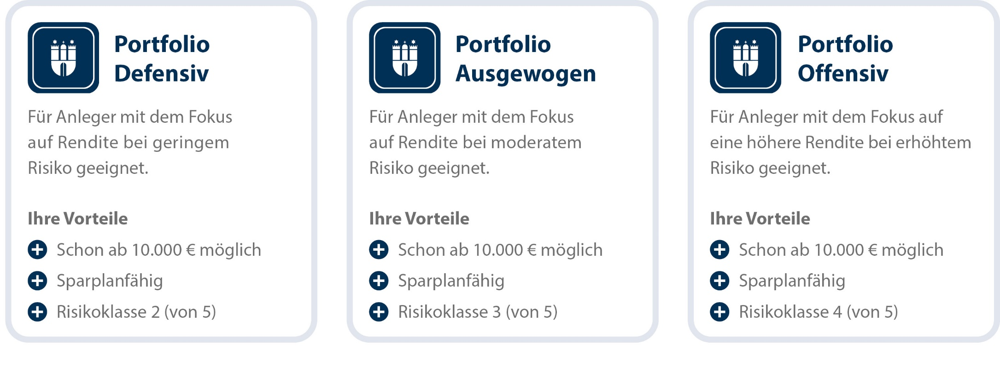 Portfolio
Defensiv
Für Anleger mit dem Fokus
auf Rendite bei geringem
Risiko geeignet.
Ihre Vorteile
Schon ab 10.000 € möglich
Sparplanfähig
Risikoklasse 2 (von 5)
Portfolio
Ausgewogen
Für Anleger mit dem Fokus
auf Rendite bei moderatem
Risiko geeignet.
Ihre Vorteile
Schon ab 10.000 € möglich
Sparplanfähig
Risikoklasse 3 (von 5)
Portfolio
Offensiv
Für Anleger mit dem Fokus auf
eine höhere Rendite bei erhöhtem
Risiko geeignet.
Ihre Vorteile
Schon ab 10.000 € möglich
Sparplanfähig
Risikoklasse 4 (von 5)